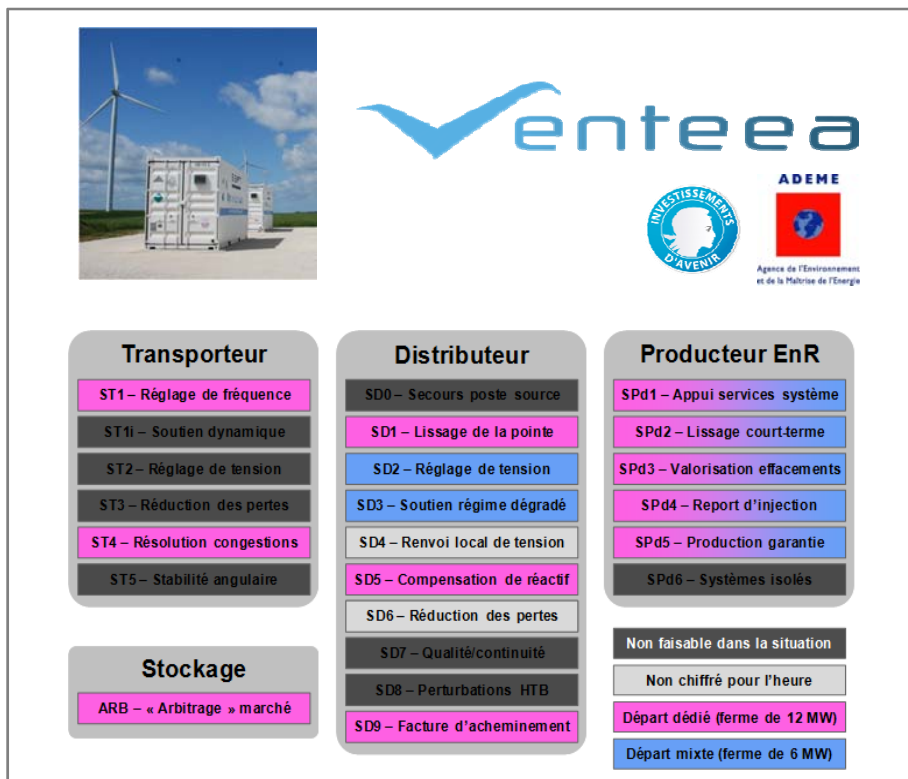 Venteea
INVESTISSEMENTS
D'AVENIR
ADEME
Agence de l'Environnement
et de la Maîtrise de l'Energie
Transporteur
ST1 – Réglage de fréquence
ST1i – Soutien dynamique
ST2 – Réglage de tension
ST3 – Réduction des pertes
ST4 – Résolution congestions
ST5 – Stabilité angulaire
Stockage
ARB – « Arbitrage » marché
Distributeur
SD0 – Secours poste source
SD1 – Lissage de la pointe
SD2 – Réglage de tension
SD3 – Soutien régime dégradé
SD4 – Renvoi local de tension
SD5 – Compensation de réactif
SD6 – Réduction des pertes
SD7 – Qualité/continuité
SD8 – Perturbations HTB
SD9 – Facture d'acheminement
Producteur EnR
SPd1 – Appui services système
SPd2 – Lissage court-terme
SPd3 – Valorisation effacements
SPd4 – Report d'injection
SPd5 – Production garantie
SPd6 – Systèmes isolés
Non faisable dans la situation
Non chiffré pour l'heure
Départ dédié (ferme de 12 MW)
Départ mixte (ferme de 6 MW)